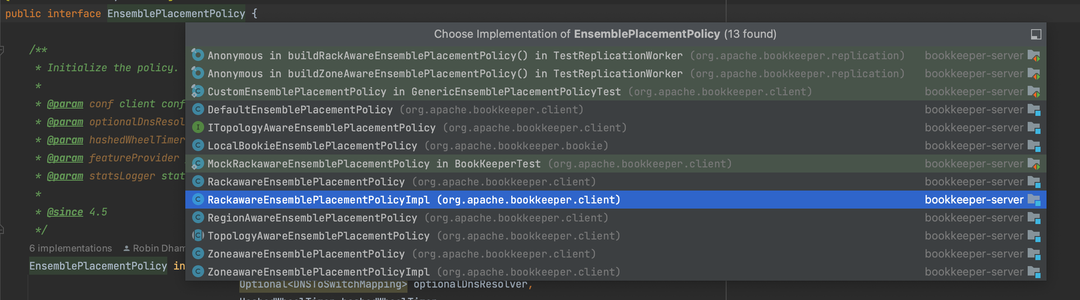 public interface EnsemblePlacementPolicy {
Choose Implementation of EnsemblePlacementPolicy (13 found)
/**
Anonymous in buildRackAwareEnsemblePlacementPolicy() in TestReplicationWorker (org.apache.bookkeeper.replication) bookkeeper-server
* Initialize the policy.
Anonymous in buildZoneAwareEnsemblePlacementPolicy() in TestReplicationWorker (org.apache.bookkeeper.replication) bookkeeper-server
*
CustomEnsemblePlacementPolicy in GenericEnsemblePlacementPolicyTest (org.apache.bookkeeper.client) bookkeeper-server
* @param conf client conf
DefaultEnsemblePlacementPolicy (org.apache.bookkeeper.client) bookkeeper-server
* @param optionalDnsResol
ITopologyAwareEnsemblePlacementPolicy (org.apache.bookkeeper.client) bookkeeper-server
* @param hashedWheelTimer
LocalBookieEnsemblePlacementPolicy (org.apache.bookkeeper.bookie) bookkeeper-server
* @param featureProvider
MockRackawareEnsemblePlacementPolicy in BookKeeperTest (org.apache.bookkeeper.client) bookkeeper-server
* @param statsLogger stat
RackawareEnsemblePlacementPolicy (org.apache.bookkeeper.client) bookkeeper-server
*
RackawareEnsemblePlacementPolicyImpl (org.apache.bookkeeper.client) bookkeeper-server
* @since 4.5
RegionAwareEnsemblePlacementPolicy (org.apache.bookkeeper.client) bookkeeper-server
*/
TopologyAwareEnsemblePlacementPolicy (org.apache.bookkeeper.client) bookkeeper-server
6 implementations Robin Dham
ZoneawareEnsemblePlacementPolicy (org.apache.bookkeeper.client) bookkeeper-server
EnsemblePlacementPolicy in
ZoneawareEnsemblePlacementPolicyImpl (org.apache.bookkeeper.client) bookkeeper-server
Optional<DNSToSwitchMapping> optionalDnsResolver,